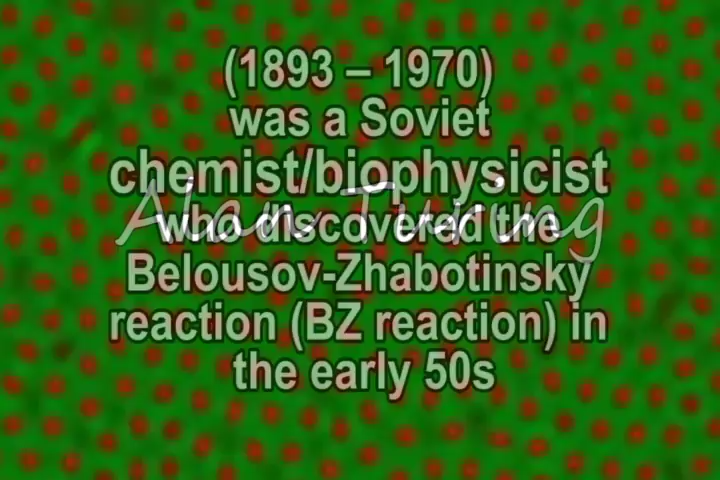 (1893 – 1970)
was a Soviet
chemist/biophysicist
who discovered the
Alan Turing
Belousov-Zhabotinsky
reaction (BZ reaction) in
the early 50s